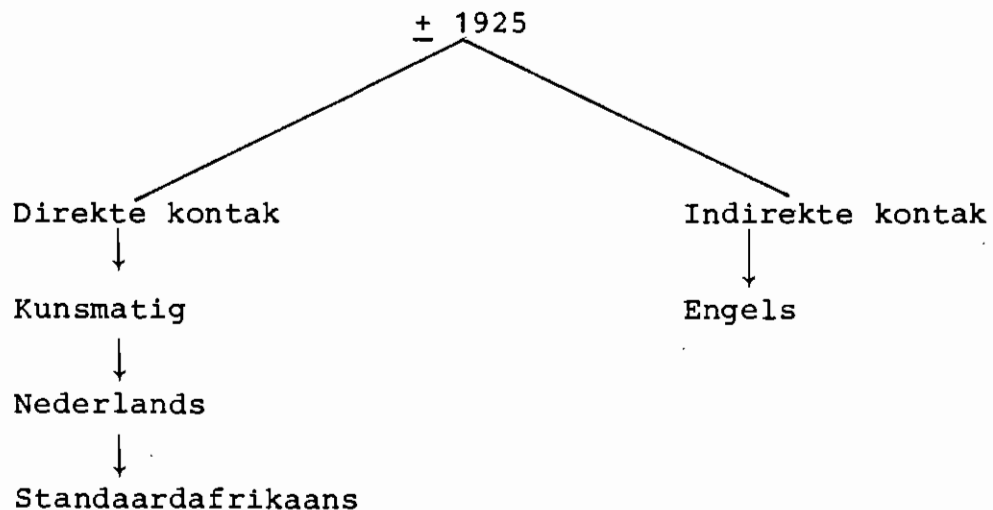 ± 1925
Direkte kontak
Indirekte kontak
↓
↓
Kunsmatig
Engels
↓
Nederlands
↓
Standaardafrikaans